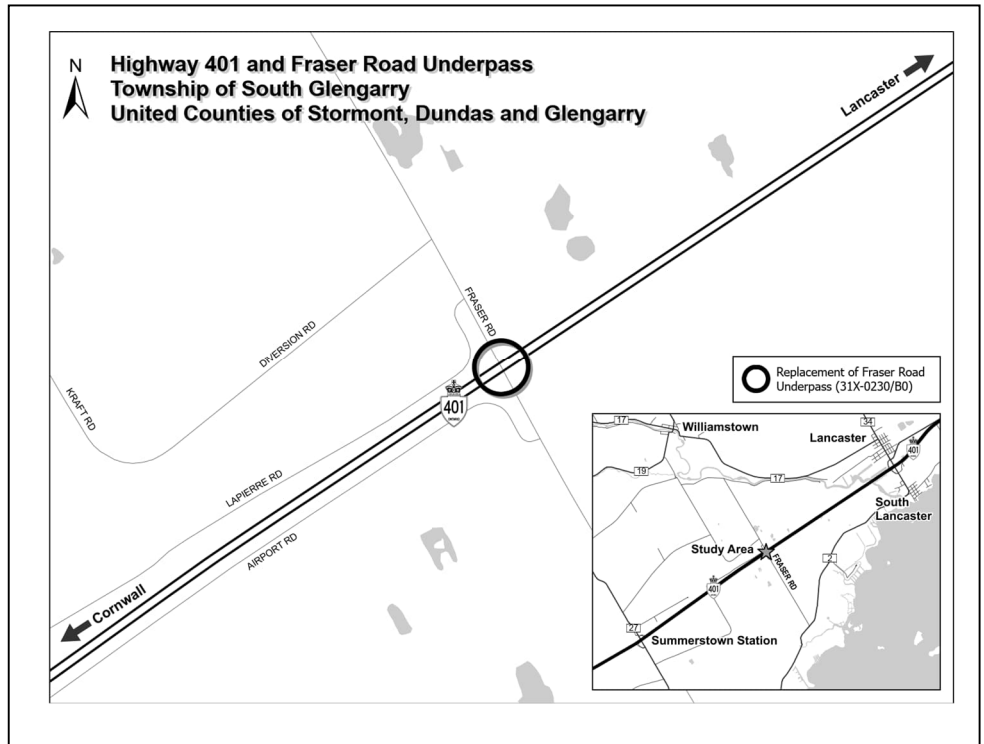 N
Highway 401 and Fraser Road Underpass
Township of South Glengarry
United Counties of Stormont, Dundas and Glengarry
Lancaster
FRASER RD
DIVERSION RD
KRAFT RD
401
ONTARIO
LAPIERRE RD
AIRPORT RD
Cornwall
Replacement of Fraser Road
Underpass (31X-0230/B0)
17
Williamstown
34
Lancaster
401
19
17
South
Lancaster
Study Area
FRASER RD
2
401
27
Summerstown Station